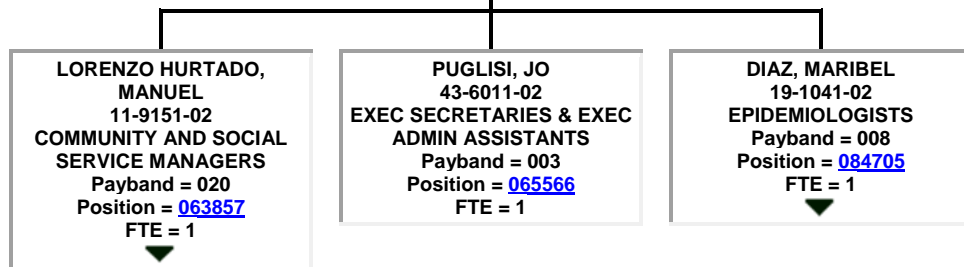 LORENZO HURTADO,
MANUEL
11-9151-02
COMMUNITY AND SOCIAL
SERVICE MANAGERS
Payband = 020
Position = 063857
FTE = 1
PUGLISI, JO
43-6011-02
EXEC SECRETARIES & EXEC
ADMIN ASSISTANTS
Payband = 003
Position = 065566
FTE = 1
DIAZ, MARIBEL
19-1041-02
EPIDEMIOLOGISTS
Payband = 008
Position = 084705
FTE = 1